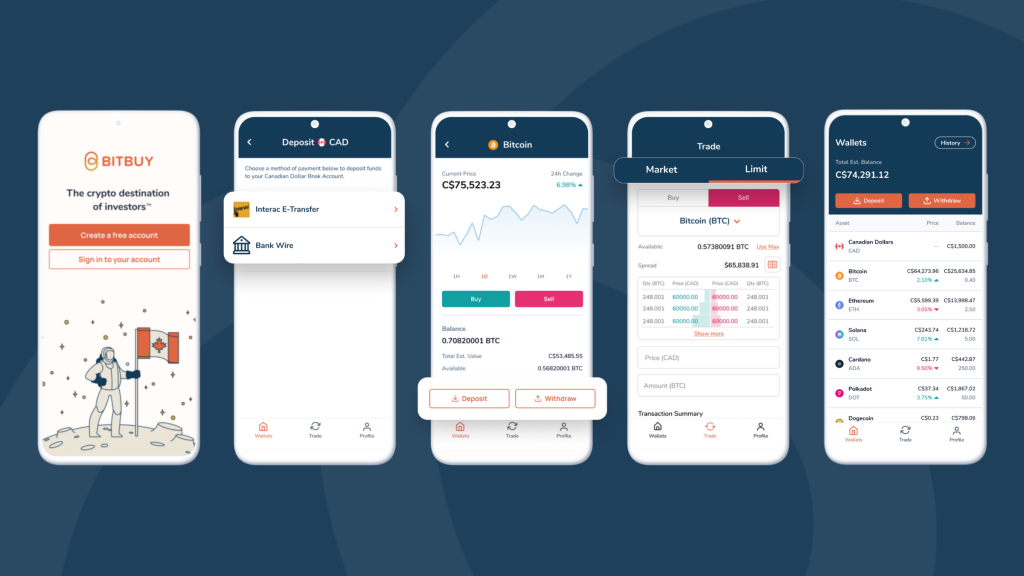 BITBUY
The crypto destination
of investors™
Create a free account
Sign in to your account
Deposit CAD
Choose a method of payment below to deposit funds
to your Canadian Dollar Bnak Account.
Interac E-Transfer
Bank Wire
Wallets Trade Profile
Bitcoin
Current Price 24h Change
C$75,523.23 6.98%
1H 1D 1W 1M 1Y
Buy Sell
Balance
0.70820001 BTC
Total Est. Value C$53,485.55
Available 0.56820001 BTC
Deposit Withdraw
Wallets Trade Profile
Trade
Market Limit
Buy Sell
Bitcoin (BTC)
Available: 0.57380091 BTC Use Max
Spread $65,838.91
Qty (BTC) Price (CAD) Price (CAD) Qty (BTC)
248.001 60000.00 60000.00 248.001
248.001 60000.00 60000.00 248.001
248.001 60000.00 60000.00 248.001
Show more
Price (CAD)
Amount (BTC)
Transaction Summary
Wallets Trade Profile
Wallets History
Total Est. Balance
C$74,291.12
Deposit Withdraw
Asset Price Balance
Canadian Dollars -- C$1,500.00
CAD
Bitcoin C$64,273.96 C$25,634.85
BTC 2.10% 0.40
Ethereum C$5,599.39 C$13,998.47
ETH 3.05% 2.50
Solana C$243.74 C$1,218.72
SOL 7.01% 5.00
Cardano C$1.77 C$442.87
ADA 9.50% 250.00
Polkadot C$37.34 C$1,867.02
DOT 3.75% 50.00
Dogecoin C$0.23 C$798.06
Wallets Trade Profile